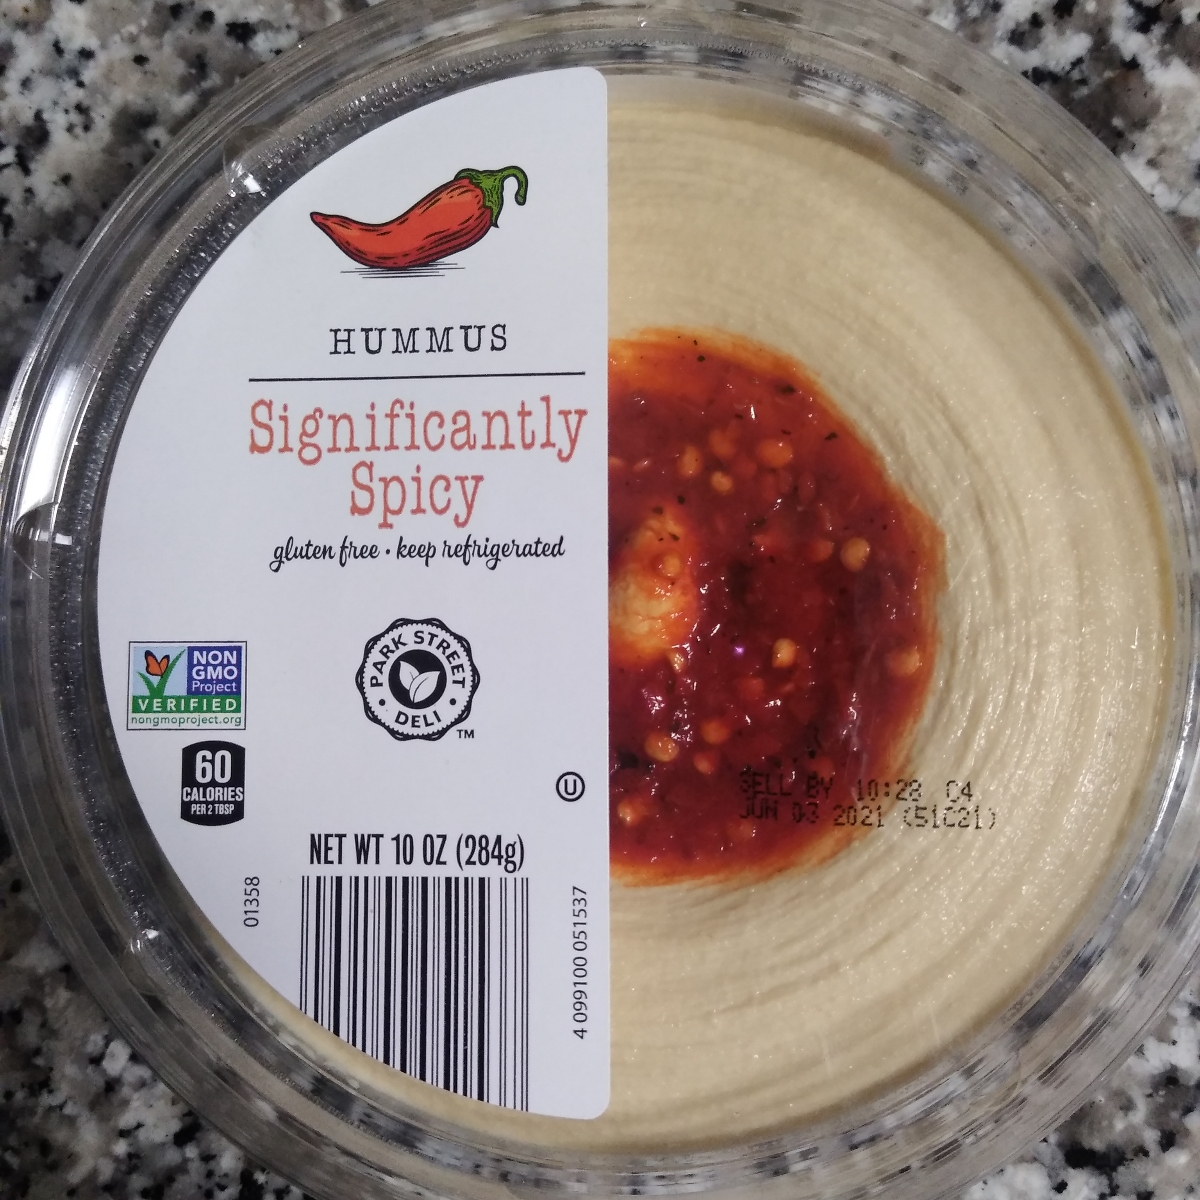 HUMMUS
Significantly
Spicy
gluten free • keep refrigerated
NON
GMO
Project
VERIFIED
nongmoproject.org
PARK STREET
• DELI •
TM
60
CALORIES
PER 2 TBSP
U
NET WT 10 OZ (284g)
01358
4 099100 051537
SELL BY 10:28 C4
JUN 03 2021 (51C21)